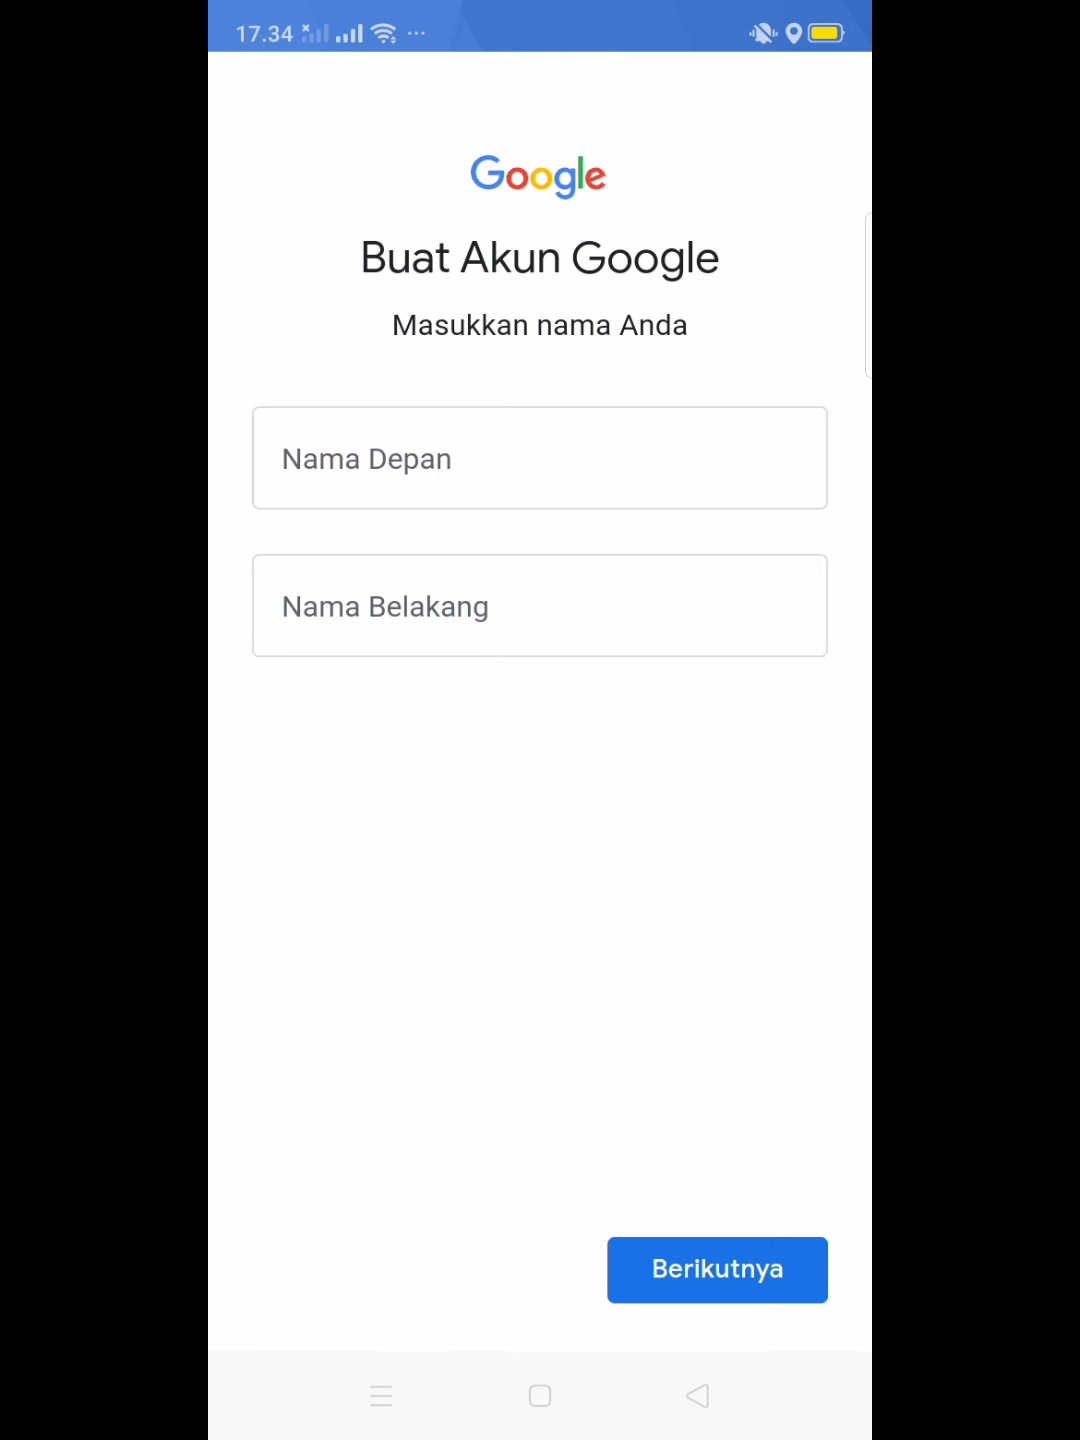 17.34
Google
Buat Akun Google
Masukkan nama Anda
Nama Depan
Nama Belakang
Berikutnya